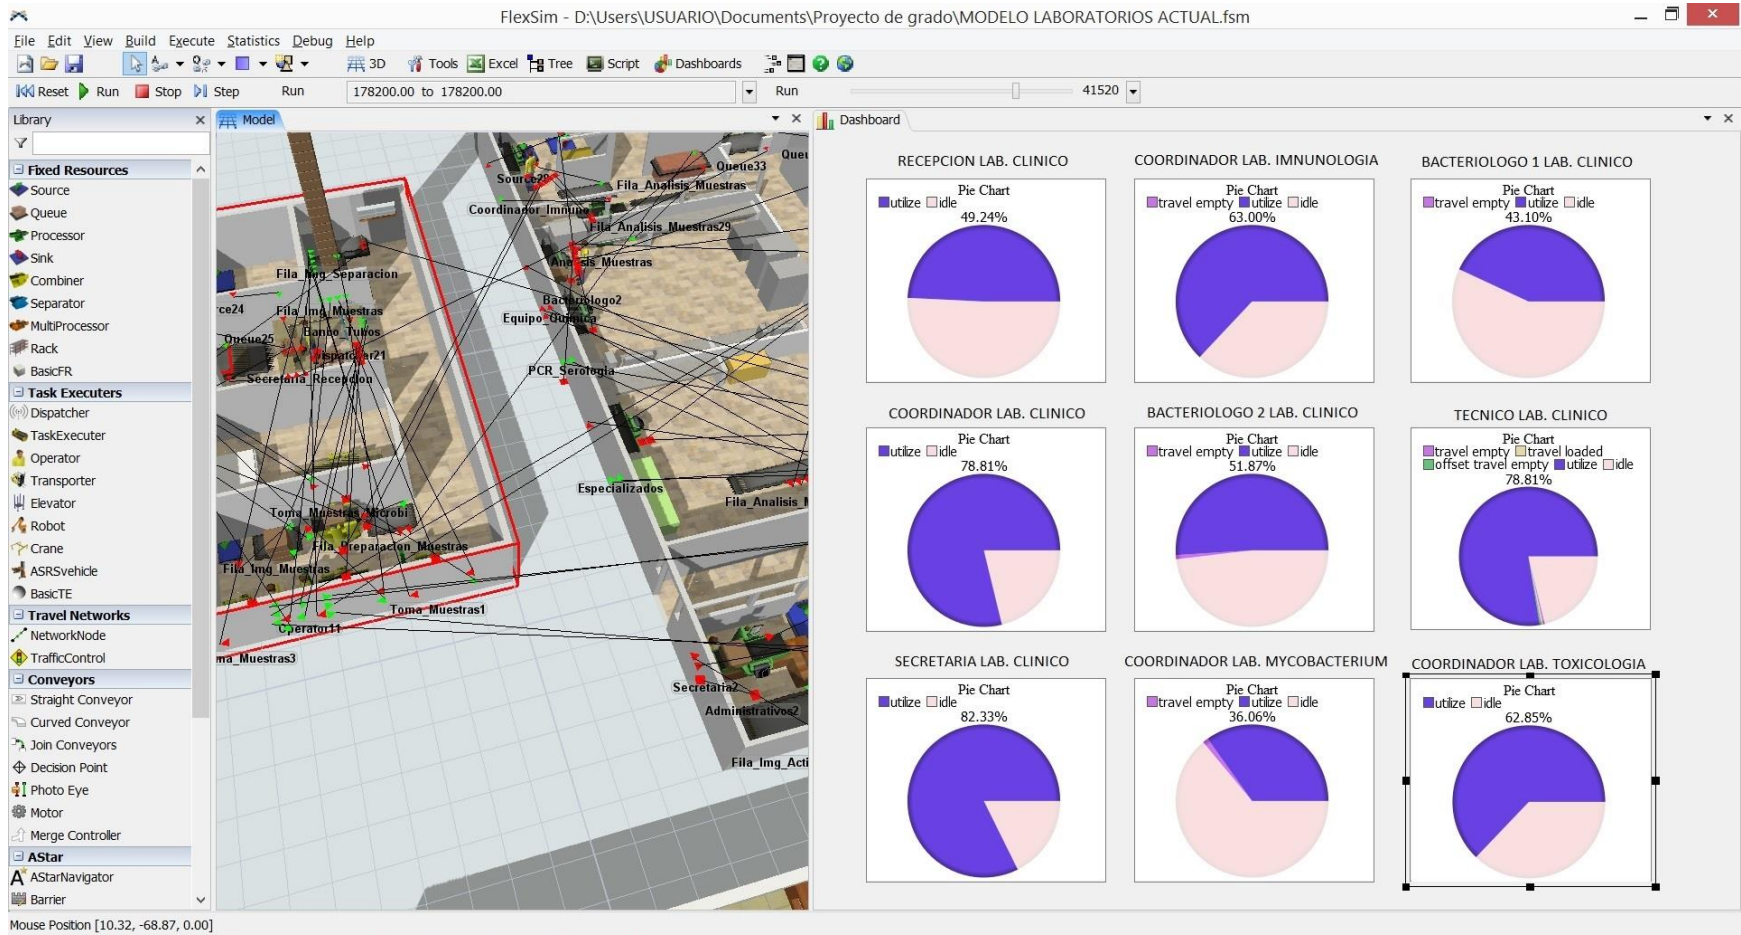 FlexSim - D:\Users\USUARIO\Documents\Proyecto de grado\MODELO LABORATORIOS ACTUAL.fsm
File Edit View Build Execute Statistics Debug Help
3D Tools Excel Tree Script Dashboards
Reset Run Stop Step Run 178200.00 to 178200.00 Run 41520
Library
Fixed Resources
Source
Queue
Processor
Sink
Combiner
Separator
MultiProcessor
Rack
BasicFR
Task Executers
Dispatcher
TaskExecuter
Operator
Transporter
Elevator
Robot
Crane
ASRSvehicle
BasicTE
Travel Networks
NetworkNode
TrafficControl
Conveyors
Straight Conveyor
Curved Conveyor
Join Conveyors
Decision Point
Photo Eye
Motor
Merge Controller
AStar
AStarNavigator
Barrier
Model
Queue33
Fila_Analisis_Muestras
Coordinador_Inmuno
Fila_Analisis_Muestras29
Bacteriologo2
Equipo_Quimica
PCR_Serologia
Fila_Img_Muestras
Banco_Tubos
Queue25
Secretaria_Recepcion
Especializados
Toma_Muestras_Microbi
Fila_Preparacion_Muestras
Fila_Img_Muestras
Toma_Muestras1
Operator11
Secretaria2
Administrativos2
Dashboard
RECEPCION LAB. CLINICO
Pie Chart
utilize idle
49.24%
COORDINADOR LAB. IMNUNOLOGIA
Pie Chart
travel empty utilize idle
63.00%
BACTERIOLOGO 1 LAB. CLINICO
Pie Chart
travel empty utilize idle
43.10%
COORDINADOR LAB. CLINICO
Pie Chart
utilize idle
78.81%
BACTERIOLOGO 2 LAB. CLINICO
Pie Chart
travel empty utilize idle
51.87%
TECNICO LAB. CLINICO
Pie Chart
travel empty travel loaded
offset travel empty utilize idle
78.81%
SECRETARIA LAB. CLINICO
Pie Chart
utilize idle
82.33%
COORDINADOR LAB. MYCOBACTERIUM
Pie Chart
travel empty utilize idle
36.06%
COORDINADOR LAB. TOXICOLOGIA
Pie Chart
utilize idle
62.85%
Mouse Position [10.32, -68.87, 0.00]